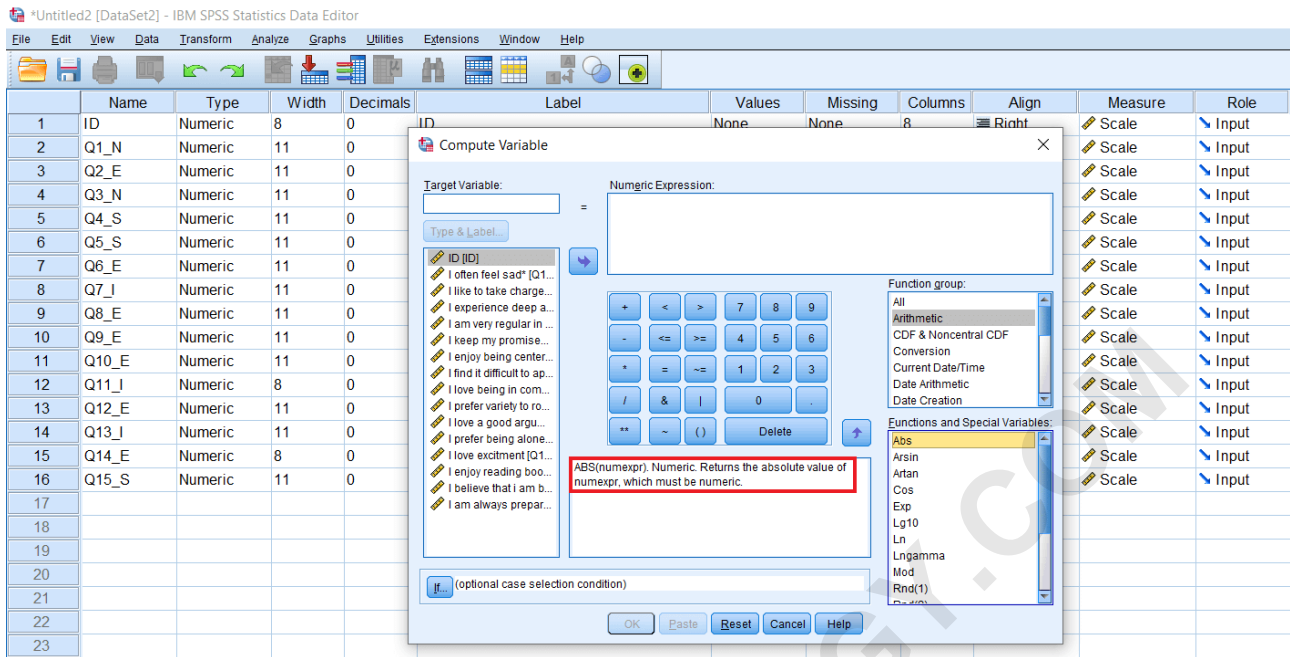 *Untitled2 [DataSet2] - IBM SPSS Statistics Data Editor
File Edit View Data Transform Analyze Graphs Utilities Extensions Window Help
Name Type Width Decimals Label Values Missing Columns Align Measure Role
1 ID Numeric 8 0 ID None None 8 Right Scale Input
2 Q1_N Numeric 11 0 Scale Input
3 Q2_E Numeric 11 0 Scale Input
4 Q3_N Numeric 11 0 Scale Input
5 Q4_S Numeric 11 0 Scale Input
6 Q5_S Numeric 11 0 Scale Input
7 Q6_E Numeric 11 0 Scale Input
8 Q7_I Numeric 11 0 Scale Input
9 Q8_E Numeric 11 0 Scale Input
10 Q9_E Numeric 11 0 Scale Input
11 Q10_E Numeric 11 0 Scale Input
12 Q11_I Numeric 8 0 Scale Input
13 Q12_E Numeric 11 0 Scale Input
14 Q13_I Numeric 11 0 Scale Input
15 Q14_E Numeric 8 0 Scale Input
16 Q15_S Numeric 11 0 Scale Input
17
18
19
20
21
22
23
Compute Variable
Target Variable:
=
Numeric Expression:
Type & Label...
ID [ID]
I often feel sad* [Q1...
I like to take charge...
I experience deep a...
I am very regular in ...
I keep my promise...
I enjoy being center...
I find it difficult to ap...
I love being in com...
I prefer variety to ro...
I love a good argu...
I prefer being alone...
I love excitment [Q1...
I enjoy reading boo...
I believe that i am b...
I am always prepar...
+ < > 7 8 9
- <= >= 4 5 6
* = ~= 1 2 3
/ & | 0 .
** ~ ( ) Delete
Function group:
All
Arithmetic
CDF & Noncentral CDF
Conversion
Current Date/Time
Date Arithmetic
Date Creation
Functions and Special Variables:
Abs
Arsin
Artan
Cos
Exp
Lg10
Ln
Lngamma
Mod
Rnd(1)
ABS(numexpr). Numeric. Returns the absolute value of
numexpr, which must be numeric.
If... (optional case selection condition)
OK Paste Reset Cancel Help
GY.COM